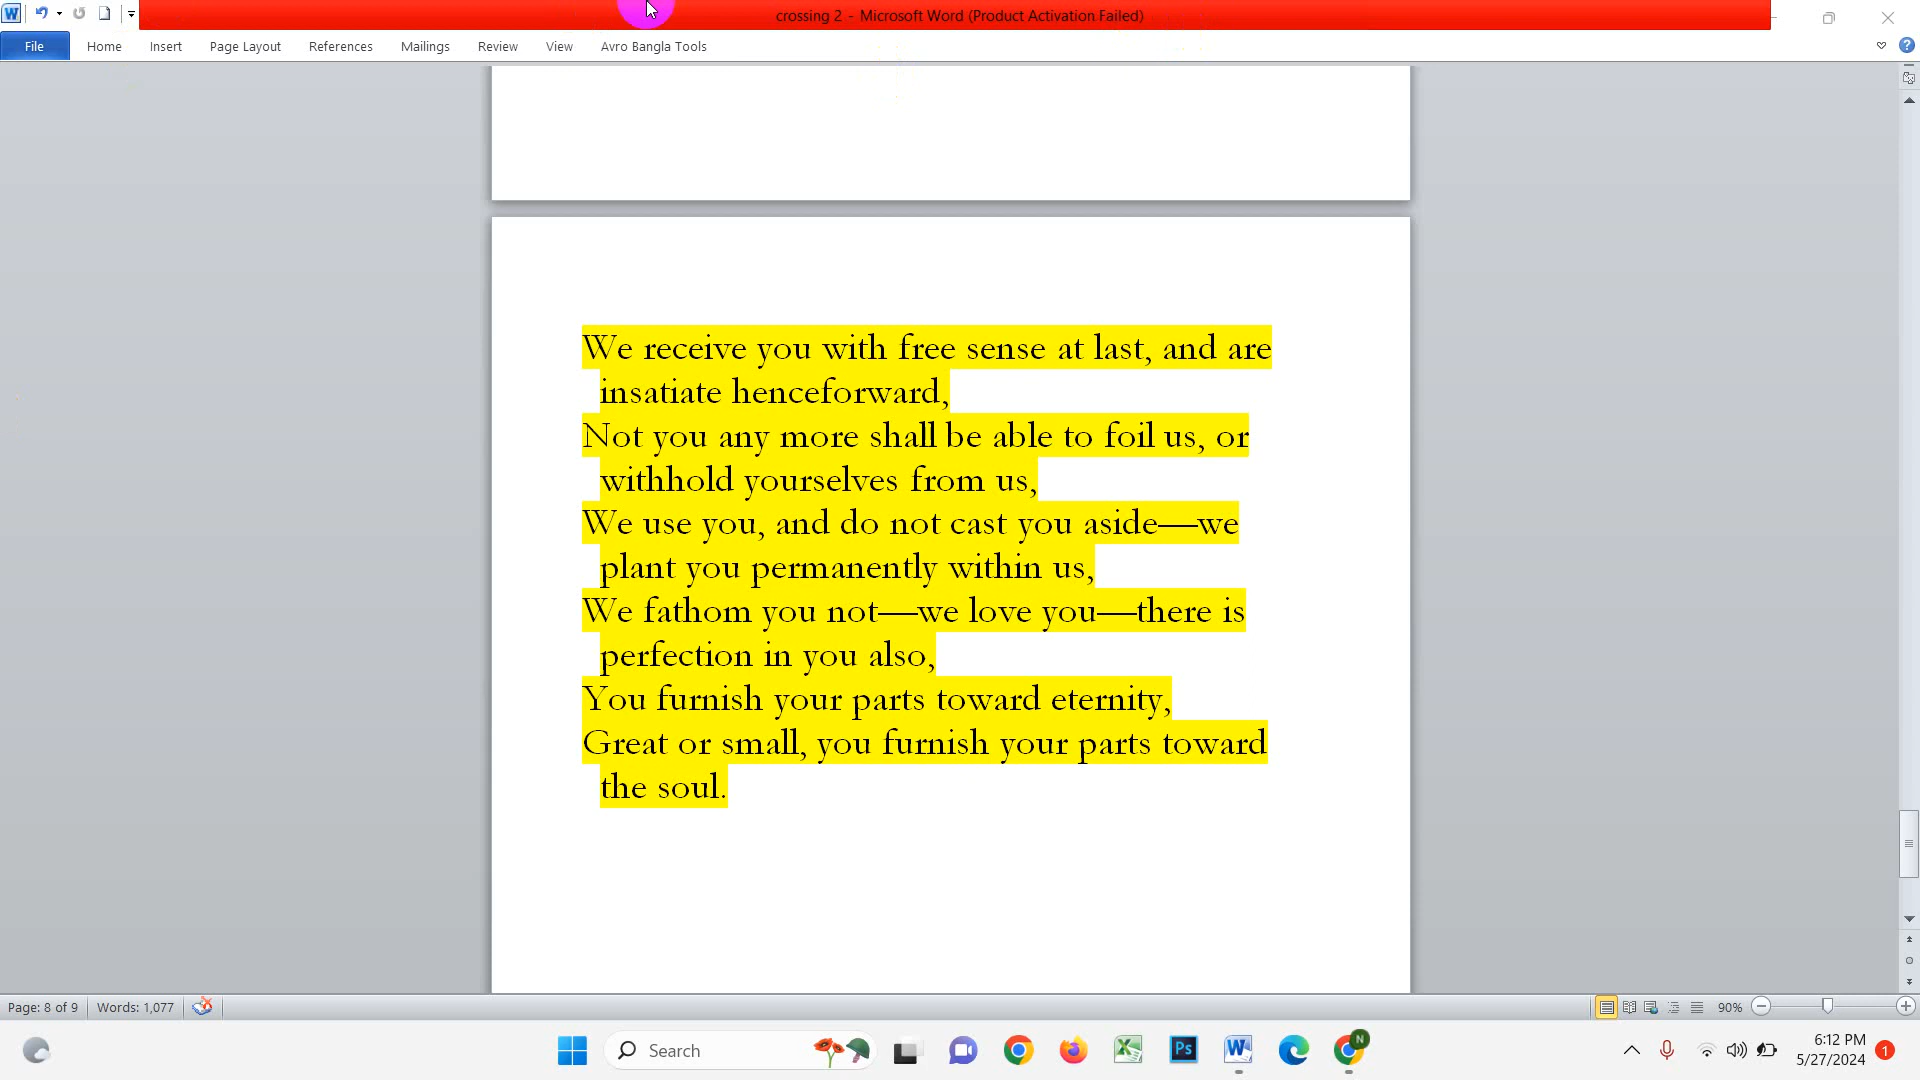 crossing 2 - Microsoft Word (Product Activation Failed)
File Home Insert Page Layout References Mailings Review View Avro Bangla Tools
We receive you with free sense at last, and are
insatiate henceforward,
Not you any more shall be able to foil us, or
withhold yourselves from us,
We use you, and do not cast you aside—we
plant you permanently within us,
We fathom you not—we love you—there is
perfection in you also,
You furnish your parts toward eternity,
Great or small, you furnish your parts toward
the soul.
Page: 8 of 9 Words: 1,077 90%
Search Ps N 6:12 PM 1
5/27/2024